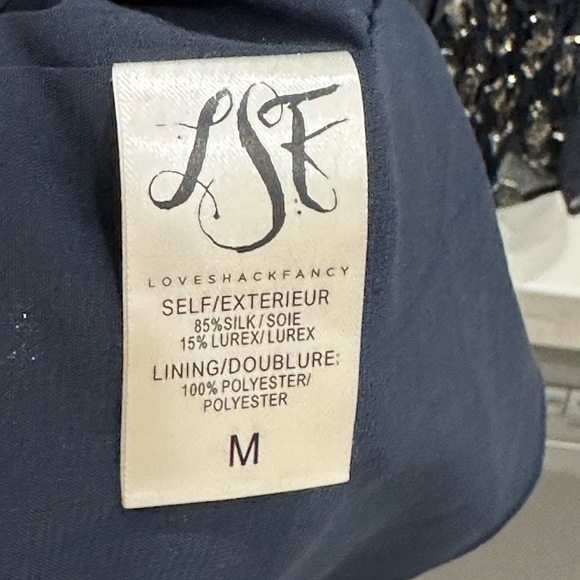 LSF
LOVESHACKFANCY
SELF/EXTERIEUR
85%SILK/SOIE
15% LUREX/LUREX
LINING/DOUBLURE:
100% POLYESTER/
POLYESTER
M